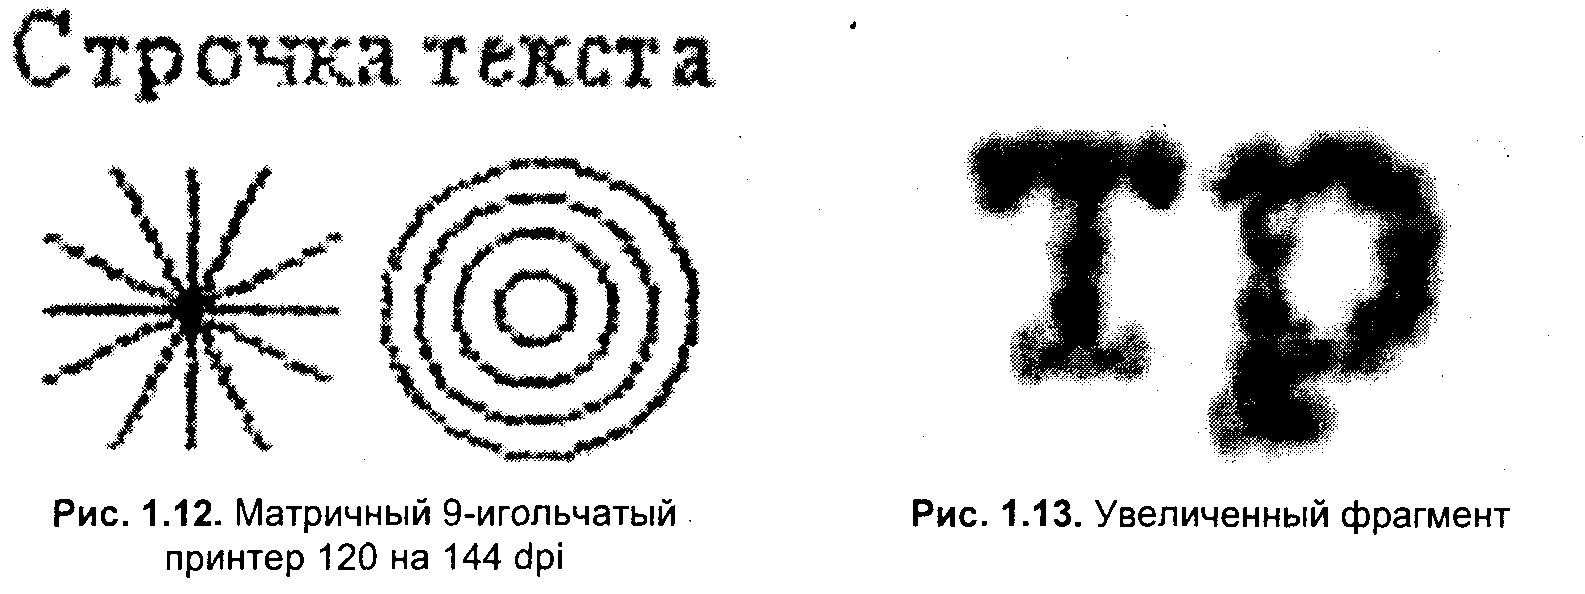 Строчка текста
тр
Рис. 1.12. Матричный 9-игольчатый
принтер 120 на 144 dpi
Рис. 1.13. Увеличенный фрагмент